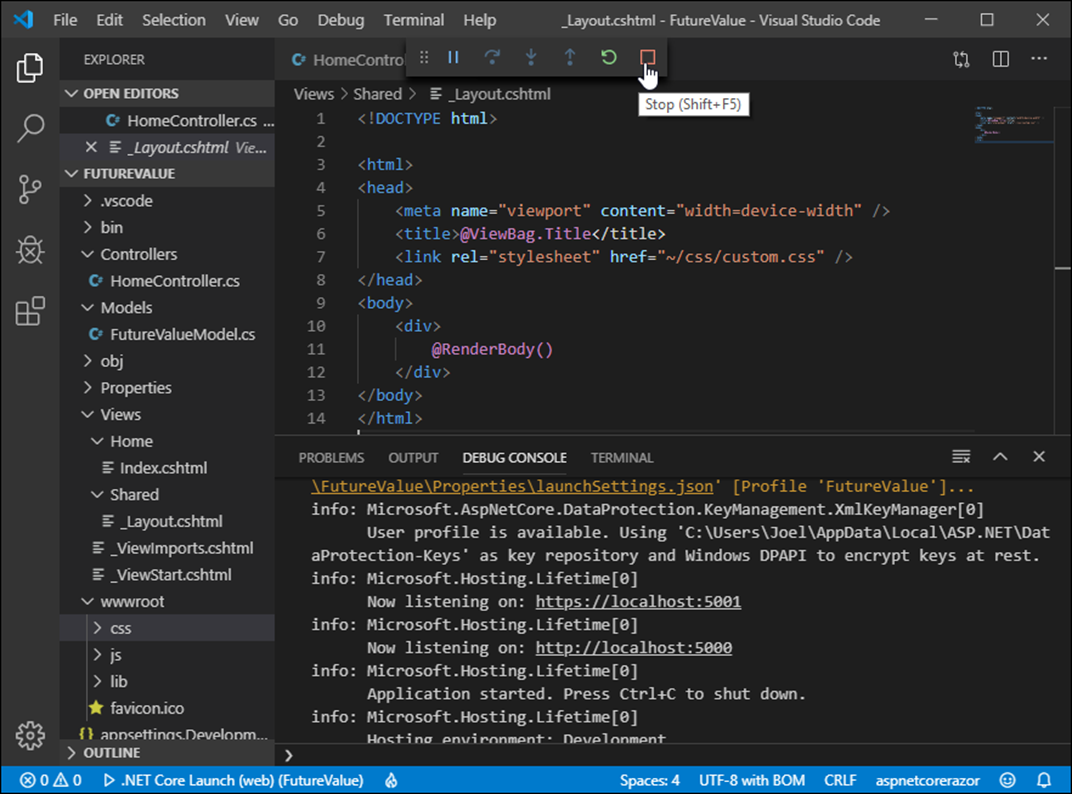 File Edit Selection View Go Debug Terminal Help _Layout.cshtml - FutureValue - Visual Studio Code
EXPLORER
OPEN EDITORS
HomeController.cs ...
_Layout.cshtml Vie...
FUTUREVALUE
.vscode
bin
Controllers
HomeController.cs
Models
FutureValueModel.cs
obj
Properties
Views
Home
Index.cshtml
Shared
_Layout.cshtml
_ViewImports.cshtml
_ViewStart.cshtml
wwwroot
css
js
lib
favicon.ico
appsettings.Developm...
OUTLINE
HomeContro
Stop (Shift+F5)
Views > Shared > _Layout.cshtml
1 <!DOCTYPE html>
2
3 <html>
4 <head>
5 <meta name="viewport" content="width=device-width" />
6 <title>@ViewBag.Title</title>
7 <link rel="stylesheet" href="~/css/custom.css" />
8 </head>
9 <body>
10 <div>
11 @RenderBody()
12 </div>
13 </body>
14 </html>
PROBLEMS OUTPUT DEBUG CONSOLE TERMINAL
\FutureValue\Properties\launchSettings.json' [Profile 'FutureValue']...
info: Microsoft.AspNetCore.DataProtection.KeyManagement.XmlKeyManager[0]
User profile is available. Using 'C:\Users\Joel\AppData\Local\ASP.NET\Dat
aProtection-Keys' as key repository and Windows DPAPI to encrypt keys at rest.
info: Microsoft.Hosting.Lifetime[0]
Now listening on: https://localhost:5001
info: Microsoft.Hosting.Lifetime[0]
Now listening on: http://localhost:5000
info: Microsoft.Hosting.Lifetime[0]
Application started. Press Ctrl+C to shut down.
info: Microsoft.Hosting.Lifetime[0]
Hosting environment: Development
0 0 .NET Core Launch (web) (FutureValue) Spaces: 4 UTF-8 with BOM CRLF aspnetcorerazor